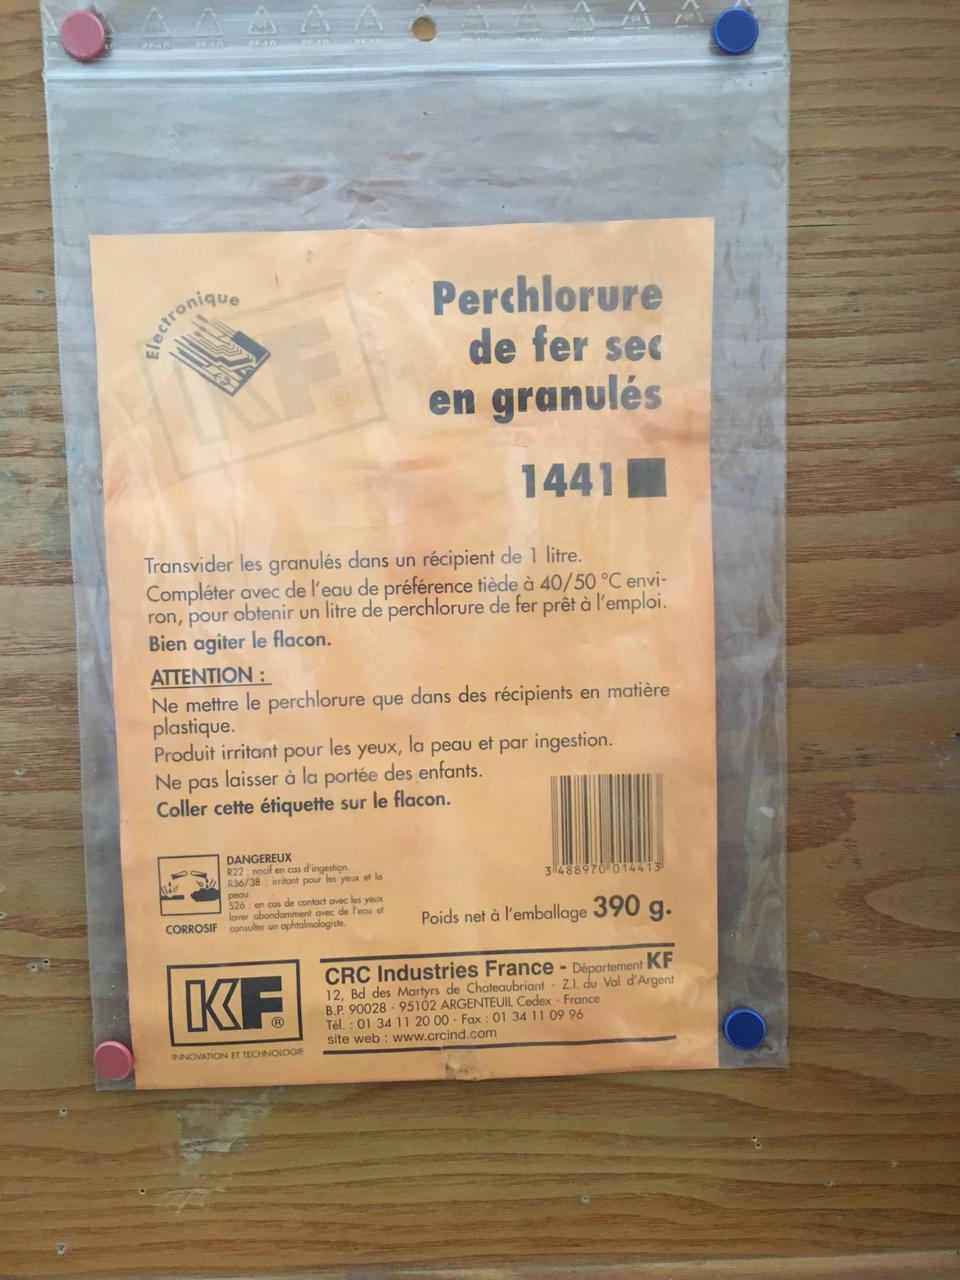 Electronique
KF®
Perchlorure
de fer sec
en granulés
1441
Transvider les granulés dans un récipient de 1 litre.
Compléter avec de l'eau de préférence tiède à 40/50 °C envi-
ron, pour obtenir un litre de perchlorure de fer prêt à l'emploi.
Bien agiter le flacon.
ATTENTION :
Ne mettre le perchlorure que dans des récipients en matière
plastique.
Produit irritant pour les yeux, la peau et par ingestion.
Ne pas laisser à la portée des enfants.
Coller cette étiquette sur le flacon.
DANGEREUX
R22 : nocif en cas d'ingestion.
R36/38 : irritant pour les yeux et la
peau
S26 : en cas de contact avec les yeux
laver abondamment avec de l'eau et
consulter un ophtalmologiste.
CORROSIF
3 488970 014413
Poids net à l'emballage 390 g.
KF®
INNOVATION ET TECHNOLOGIE
CRC Industries France - Département KF
12, Bd des Martyrs de Chateaubriant - Z.I. du Val d'Argent
B.P. 90028 - 95102 ARGENTEUIL Cedex - France
Tél. : 01 34 11 20 00 - Fax : 01 34 11 09 96
site web : www.crcind.com